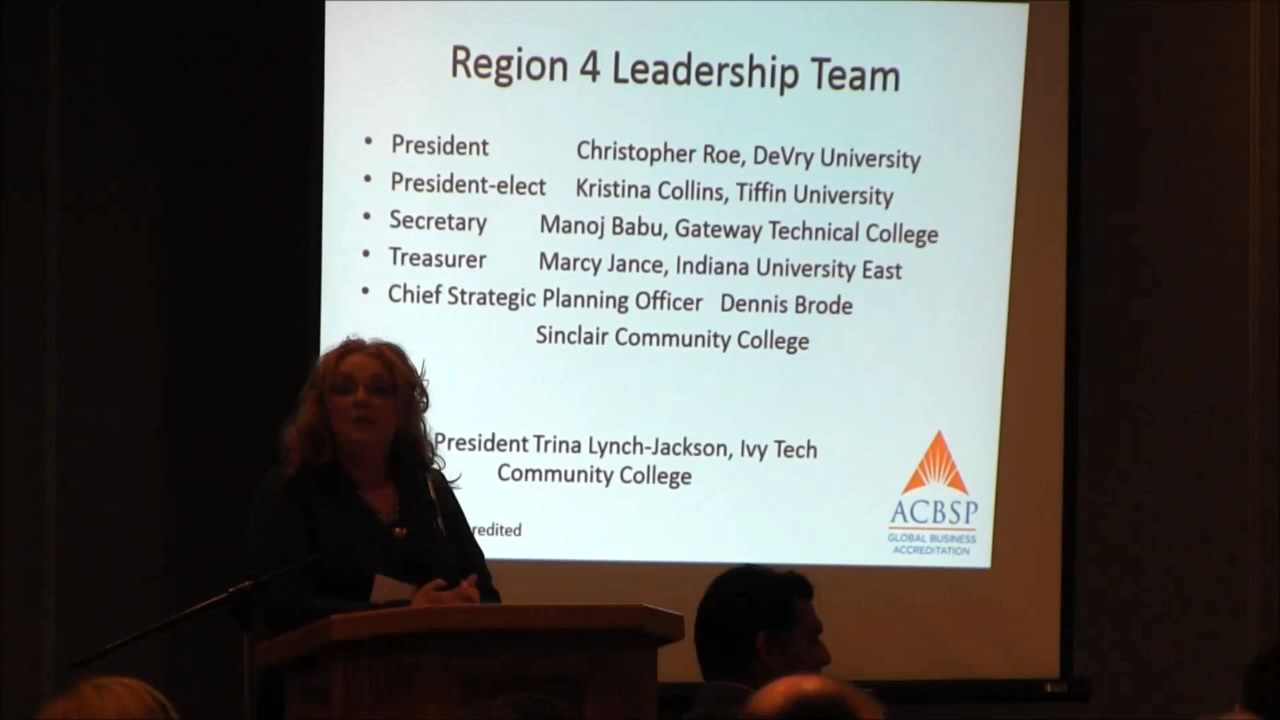 Region 4 Leadership Team
• President Christopher Roe, DeVry University
• President-elect Kristina Collins, Tiffin University
• Secretary Manoj Babu, Gateway Technical College
• Treasurer Marcy Jance, Indiana University East
• Chief Strategic Planning Officer Dennis Brode
Sinclair Community College
President Trina Lynch-Jackson, Ivy Tech
Community College
redited
ACBSP
GLOBAL BUSINESS
ACCREDITATION